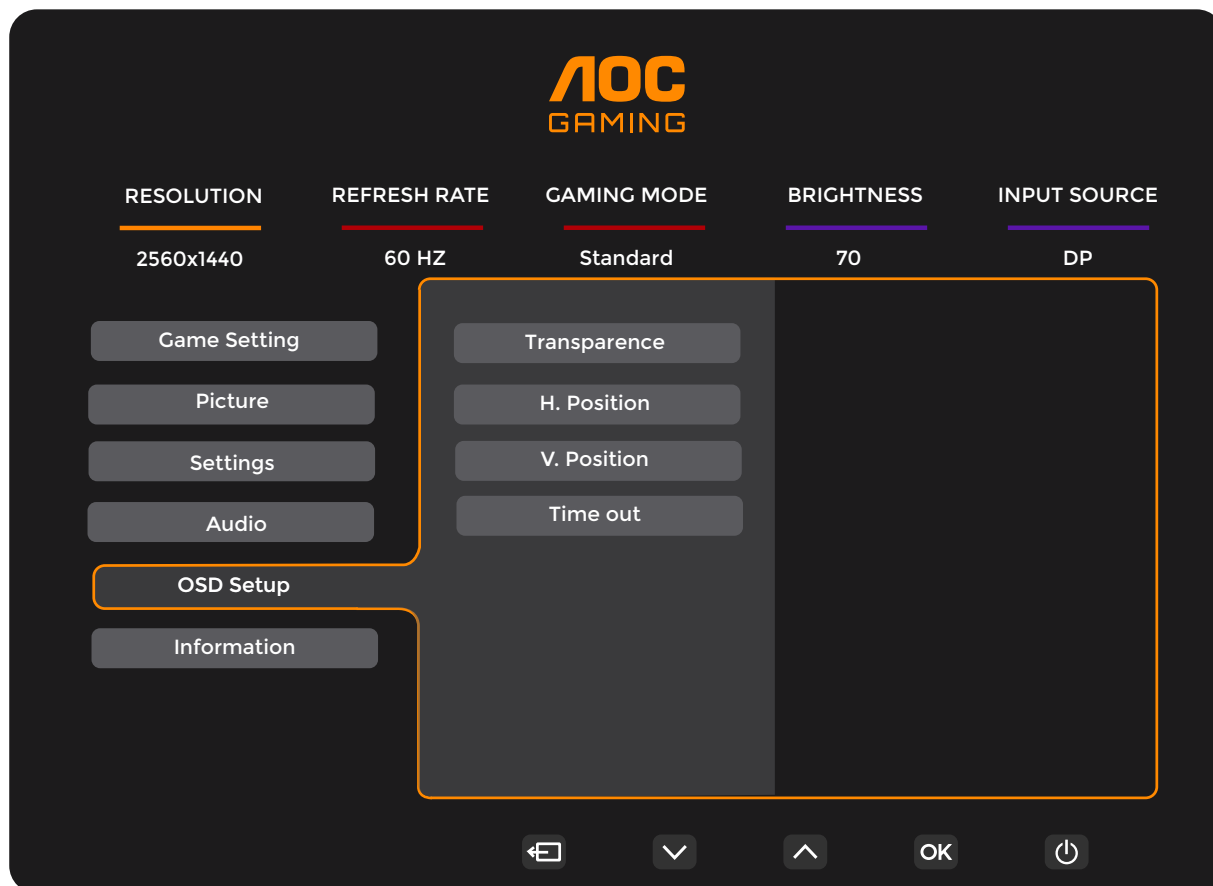 AOC
GAMING
RESOLUTION
REFRESH RATE
GAMING MODE
BRIGHTNESS
INPUT SOURCE
2560x1440
60 HZ
Standard
70
DP
Game Setting
Picture
Settings
Audio
OSD Setup
Information
Transparence
H. Position
V. Position
Time out
OK